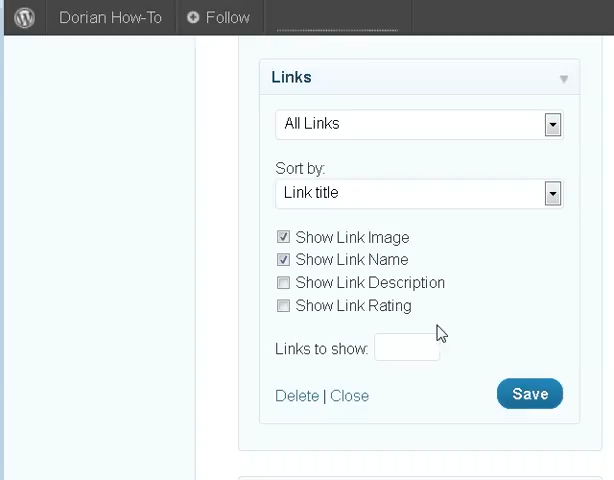 Dorian How-To Follow
Links
All Links
Sort by:
Link title
Show Link Image
Show Link Name
Show Link Description
Show Link Rating
Links to show:
Delete | Close Save